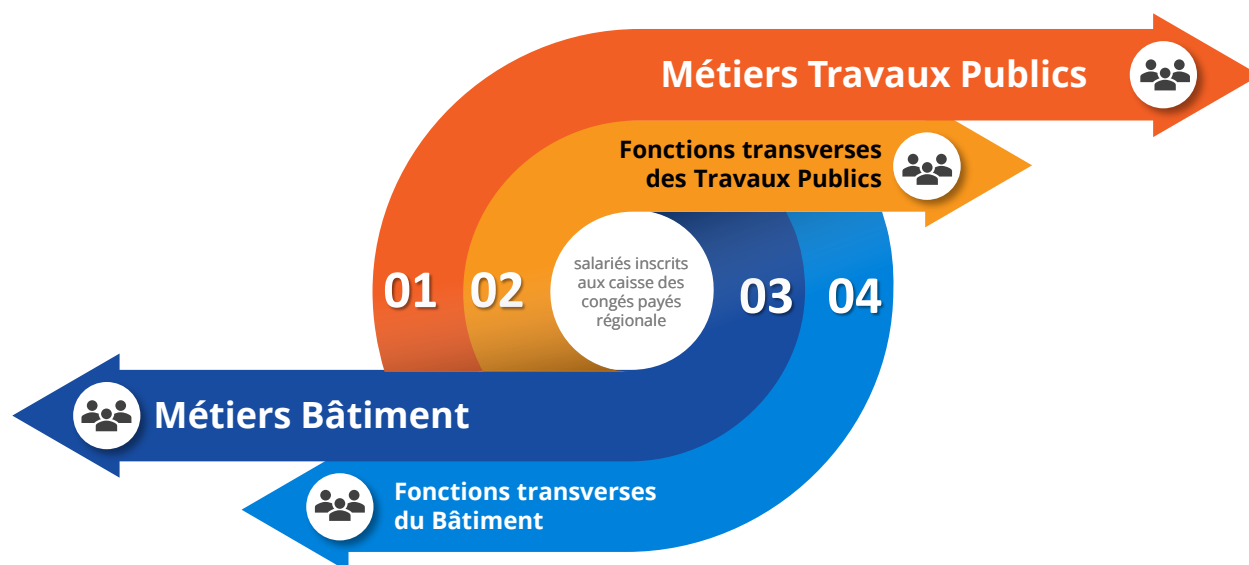 Métiers Travaux Publics
Fonctions transverses
des Travaux Publics
salariés inscrits
aux caisse des
congés payés
régionale
01
02
03
04
Métiers Bâtiment
Fonctions transverses
du Bâtiment